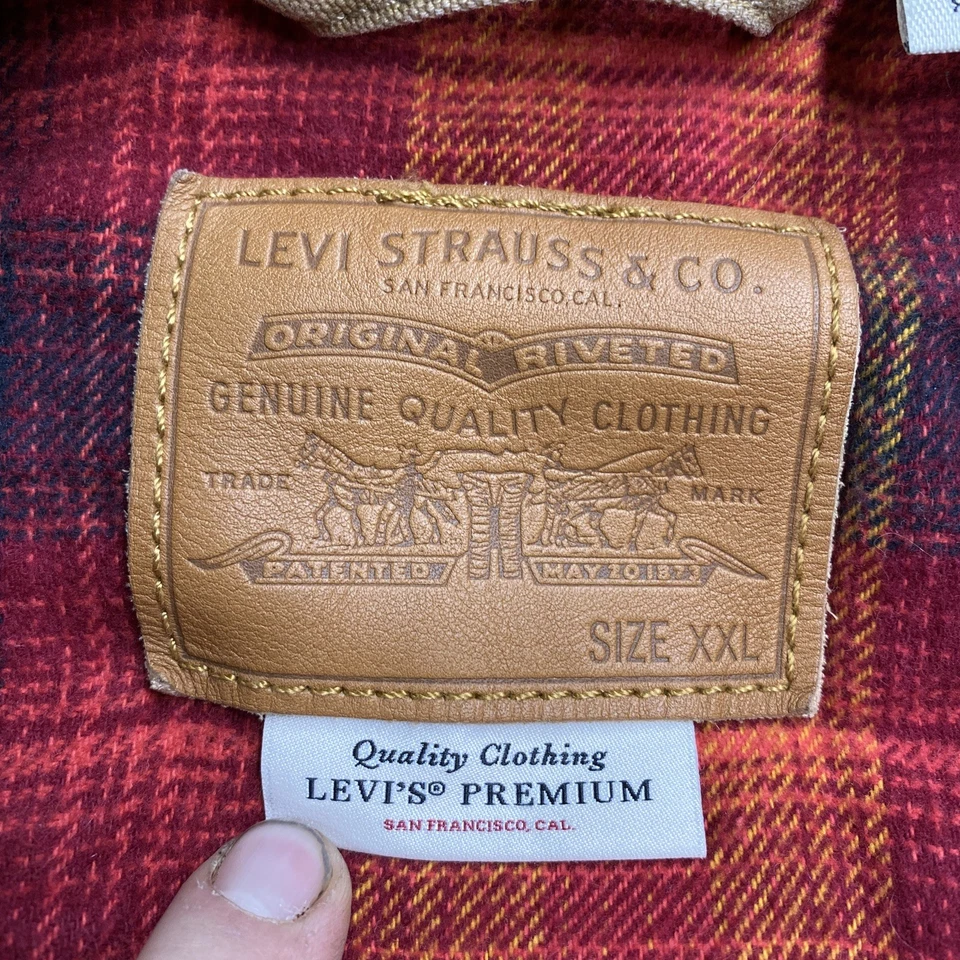 LEVI STRAUSS & CO.
SAN FRANCISCO, CAL.
ORIGINAL RIVETED
GENUINE QUALITY CLOTHING
TRADE MARK
PATENTED MAY 20 1873
SIZE XXL
Quality Clothing
LEVI'S® PREMIUM
SAN FRANCISCO, CAL.